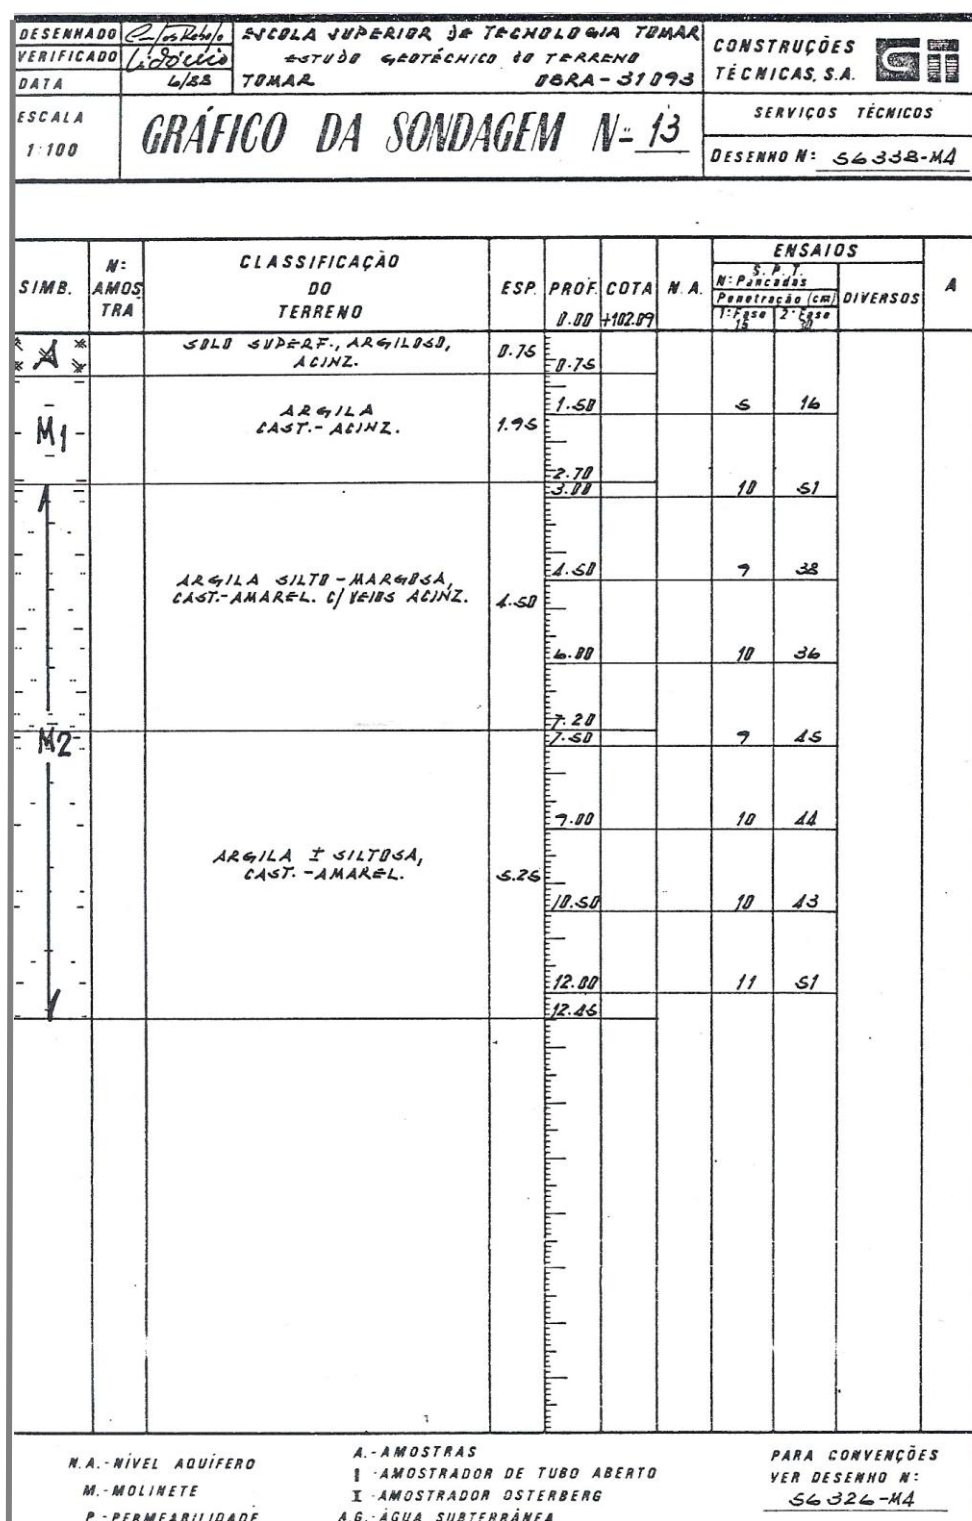 DESENHADO
VERIFICADO
DATA 6/88
ESCOLA SUPERIOR DE TECNOLOGIA TOMAR
ESTUDO GEOTÉCNICO DO TERRENO
TOMAR OBRA-31093
CONSTRUÇÕES
TÉCNICAS, S.A.
ESCALA
1:100
GRÁFICO DA SONDAGEM Nº 13
SERVIÇOS TÉCNICOS
DESENHO Nº: 56338-M4
SIMB.
Nº
AMOS
TRA
CLASSIFICAÇÃO
DO
TERRENO
ESP.
PROF.
0.00
COTA
+102.09
N.A.
ENSAIOS
S.P.T.
Nº Pancadas
Penetração (cm)
1ª Fase
15
2ª Fase
30
DIVERSOS
A
A
SOLO SUPERF., ARGILOSO,
ACINZ.
0.75
0.75
M1
ARGILA
CAST.-ACINZ.
1.95
1.50 5 16
2.70
3.00 10 51
ARGILA SILTO-MARGOSA,
CAST.-AMAREL. C/ VEIOS ACINZ.
4.50
4.50 9 38
6.00 10 36
7.20
M2
7.50 9 45
9.00 10 44
ARGILA ± SILTOSA,
CAST.-AMAREL.
5.25
10.50 10 43
12.00 11 51
12.45
N.A.-NÍVEL AQUÍFERO
M.-MOLINETE
P-PERMEABILIDADE
A.-AMOSTRAS
-AMOSTRADOR DE TUBO ABERTO
I-AMOSTRADOR OSTERBERG
A.G.-ÁGUA SUBTERRÂNEA
PARA CONVENÇÕES
VER DESENHO Nº:
56326-M4